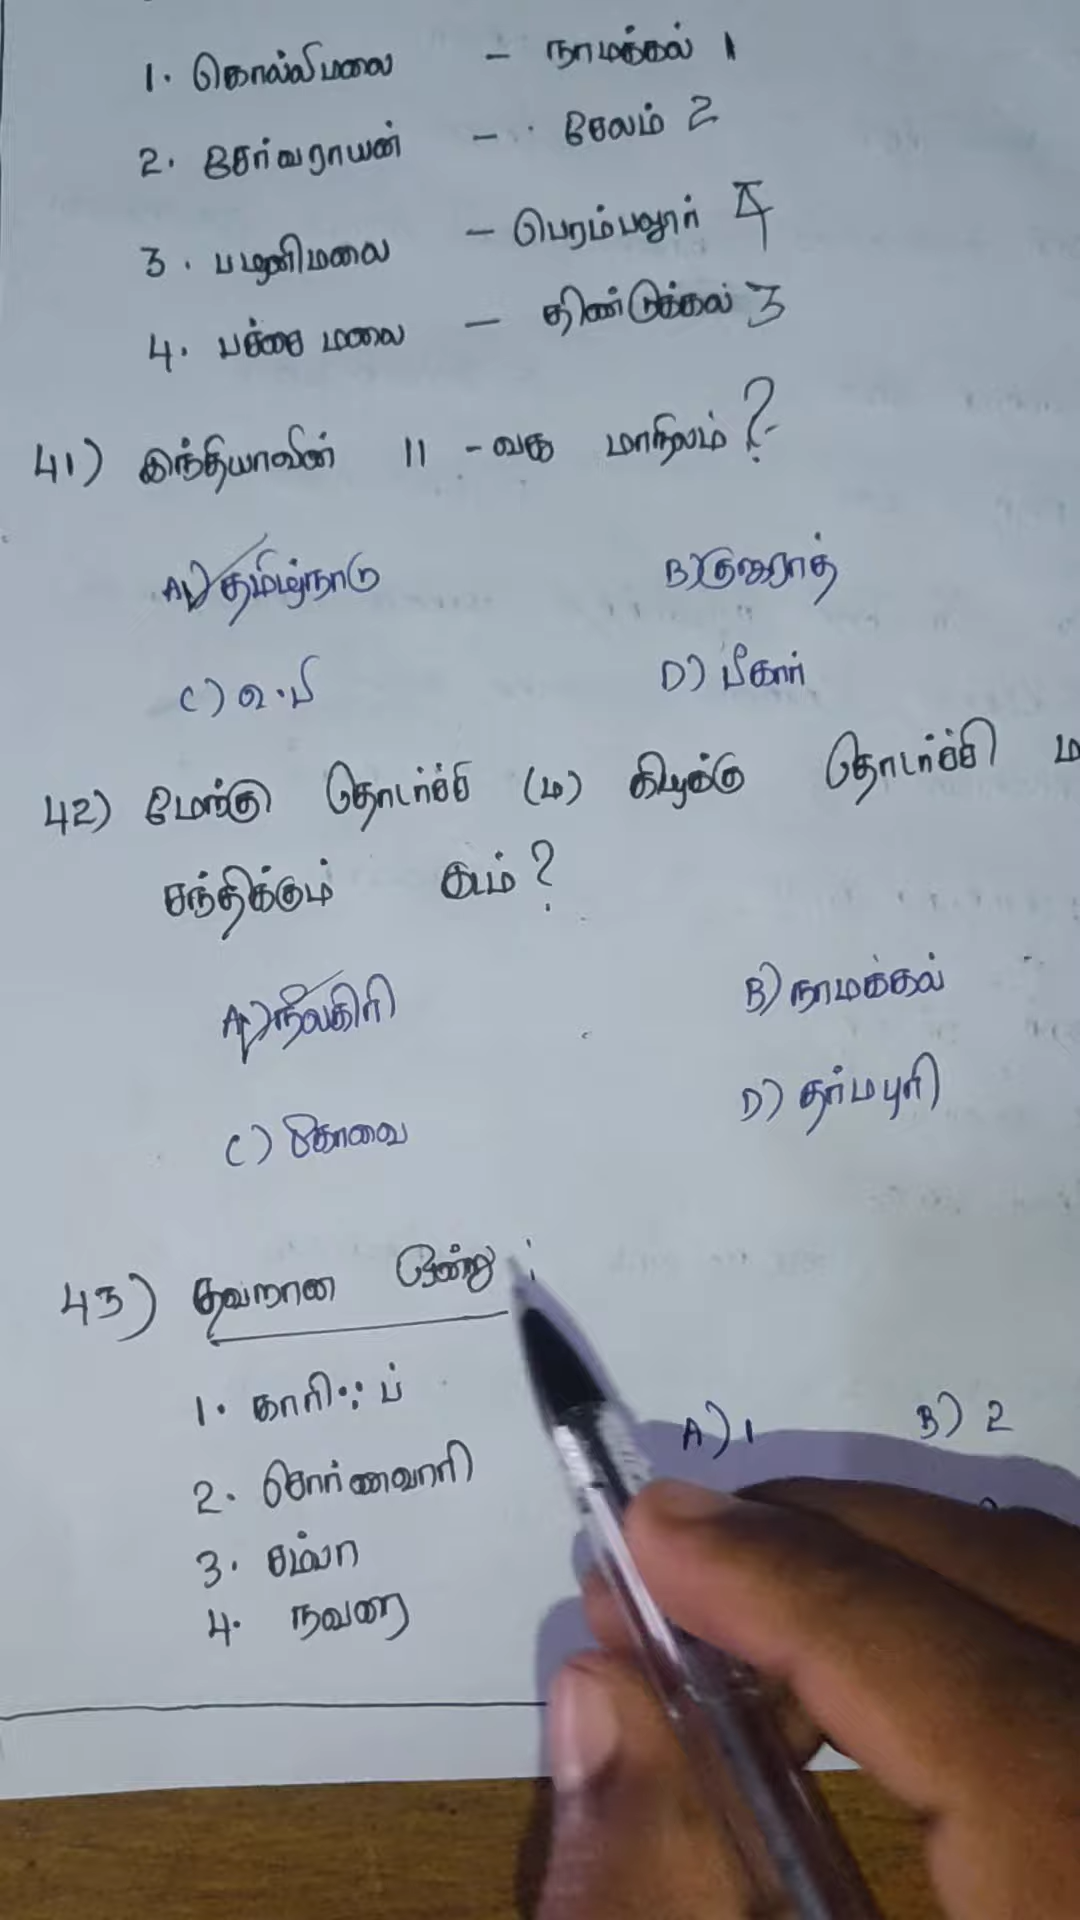 1. கொல்லிமலை - நாமக்கல் 1
2. சேர்வராயன் - சேலம் 2
3. பழனிமலை - பெரம்பலூர் 4
4. பச்சை மலை - திண்டுக்கல் 3
41) இந்தியாவின் 11 -வது மாநிலம்?
A) தமிழ்நாடு B) குஜராத்
C) உ.பி D) பீகார்
42) மேற்கு தொடர்ச்சி (ம) கிழக்கு தொடர்ச்சி ம
சந்திக்கும் இடம்?
A) நீலகிரி B) நாமக்கல்
C) கோவை D) தர்மபுரி
43) தவறான ஒன்று
1. காரிஃப் A) 1 B) 2
2. சொர்ணவாரி
3. சம்பா
4. நவரை